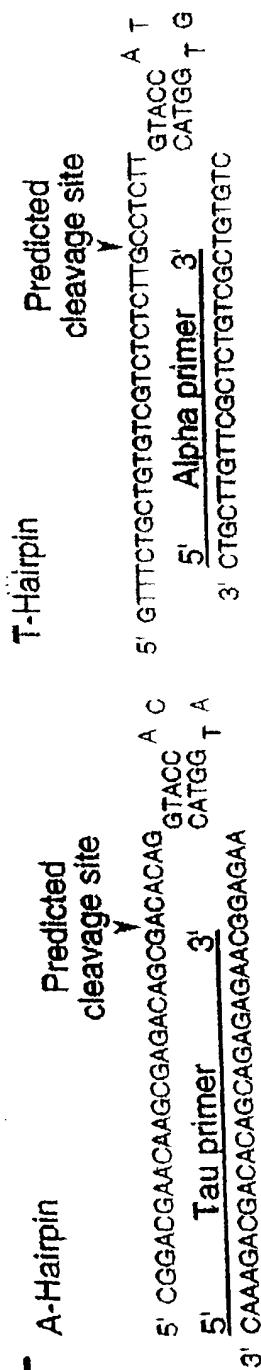 A-Hairpin
Predicted
cleavage site
5' CGGACGAACAAGCGAGACAGCGACACAG
GTACC A C
CATGG T A
5' Tau primer 3'
3' CAAAGACGACACAGCAGAGAGAACGGAGAA
T-Hairpin
Predicted
cleavage site
5' GTTTCTGCTGTGTCGTCTCTCTTGCCTCTT
GTACC A T
CATGG T G
5' Alpha primer 3'
3' CTGCTTGTTCGCTCTGTCGCTGTGTC